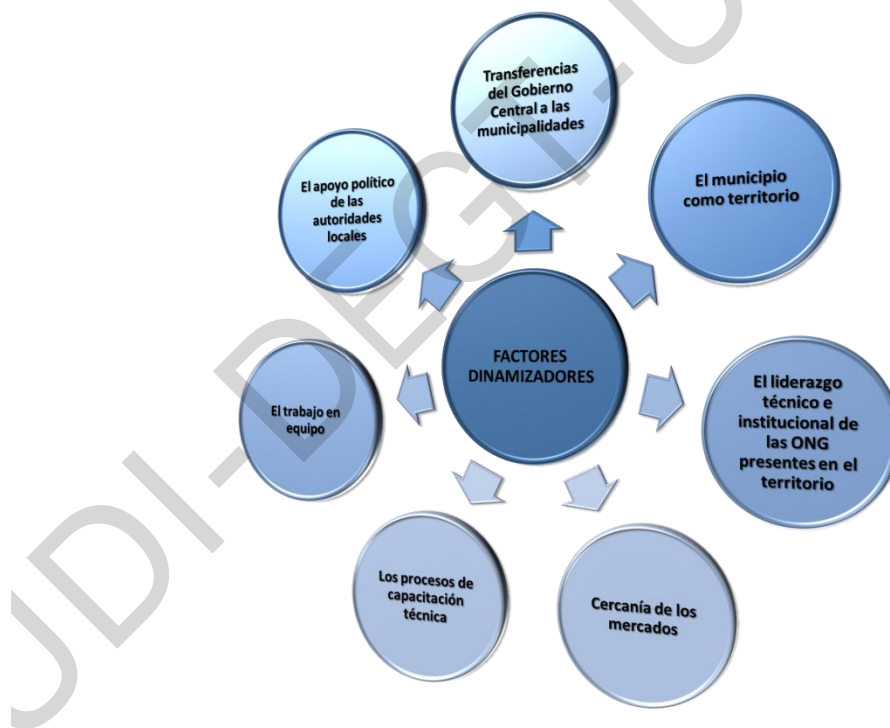 Transferencias
del Gobierno
Central a las
municipalidades
El municipio
como territorio
El apoyo político
de las
autoridades
locales
FACTORES
DINAMIZADORES
El liderazgo
técnico e
institucional de
las ONG
presentes en el
territorio
El trabajo en
equipo
Los procesos de
capacitación
técnica
Cercanía de los
mercados
UDI-DEGT-U